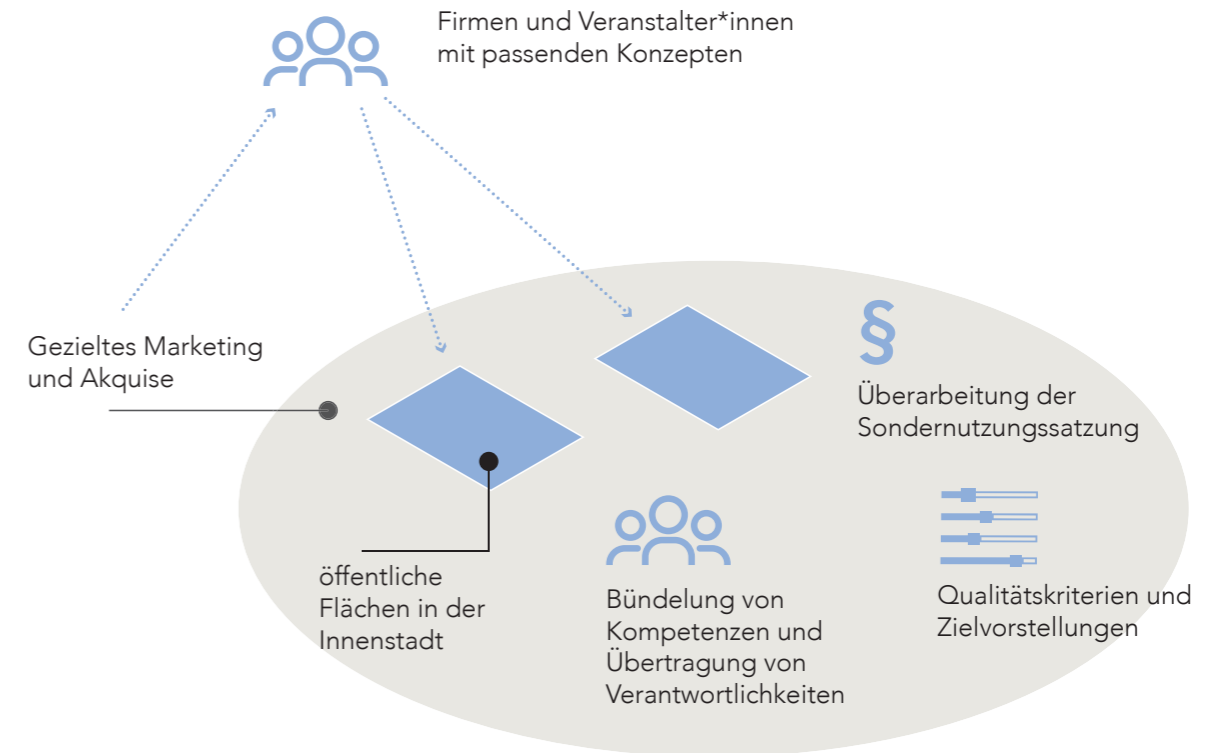 Firmen und Veranstalter*innen
mit passenden Konzepten
Gezieltes Marketing
und Akquise
§
Überarbeitung der
Sondernutzungssatzung
öffentliche
Flächen in der
Innenstadt
Bündelung von
Kompetenzen und
Übertragung von
Verantwortlichkeiten
Qualitätskriterien und
Zielvorstellungen